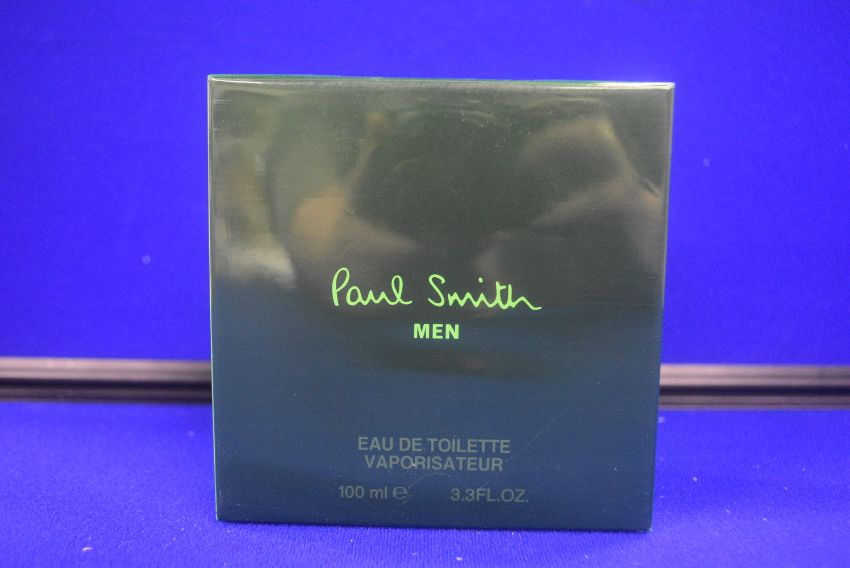 Paul Smith
MEN
EAU DE TOILETTE
VAPORISATEUR
100 ml ℮ 3.3FL.OZ.